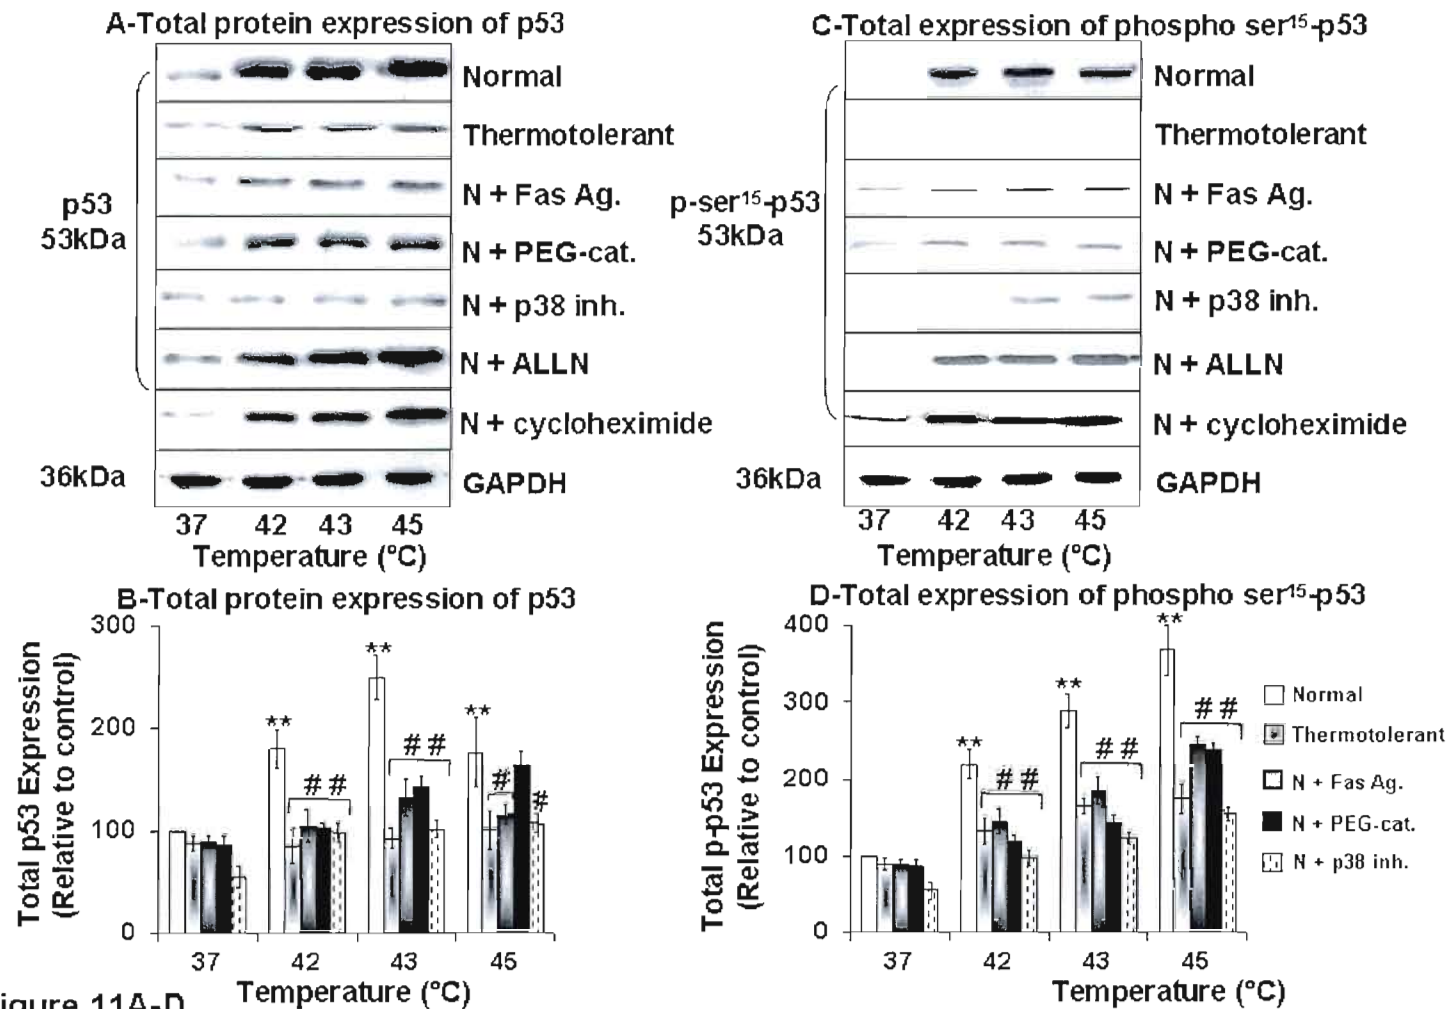 A-Total protein expression of p53
Normal
Thermotolerant
N + Fas Ag.
p53
53kDa
N + PEG-cat.
N + p38 inh.
N + ALLN
N + cycloheximide
36kDa
GAPDH
37 42 43 45
Temperature (°C)
C-Total expression of phospho ser¹⁵-p53
Normal
Thermotolerant
N + Fas Ag.
p-ser¹⁵-p53
53kDa
N + PEG-cat.
N + p38 inh.
N + ALLN
N + cycloheximide
36kDa
GAPDH
37 42 43 45
Temperature (°C)
B-Total protein expression of p53
Total p53 Expression
(Relative to control)
300
200
100
0
**
# #
**
# #
**
#
#
37 42 43 45
Temperature (°C)
D-Total expression of phospho ser¹⁵-p53
Total p-p53 Expression
(Relative to control)
400
300
200
100
0
**
# #
**
# #
**
# #
37 42 43 45
Temperature (°C)
Normal
Thermotolerant
N + Fas Ag.
N + PEG-cat.
N + p38 inh.
igure 11A-D